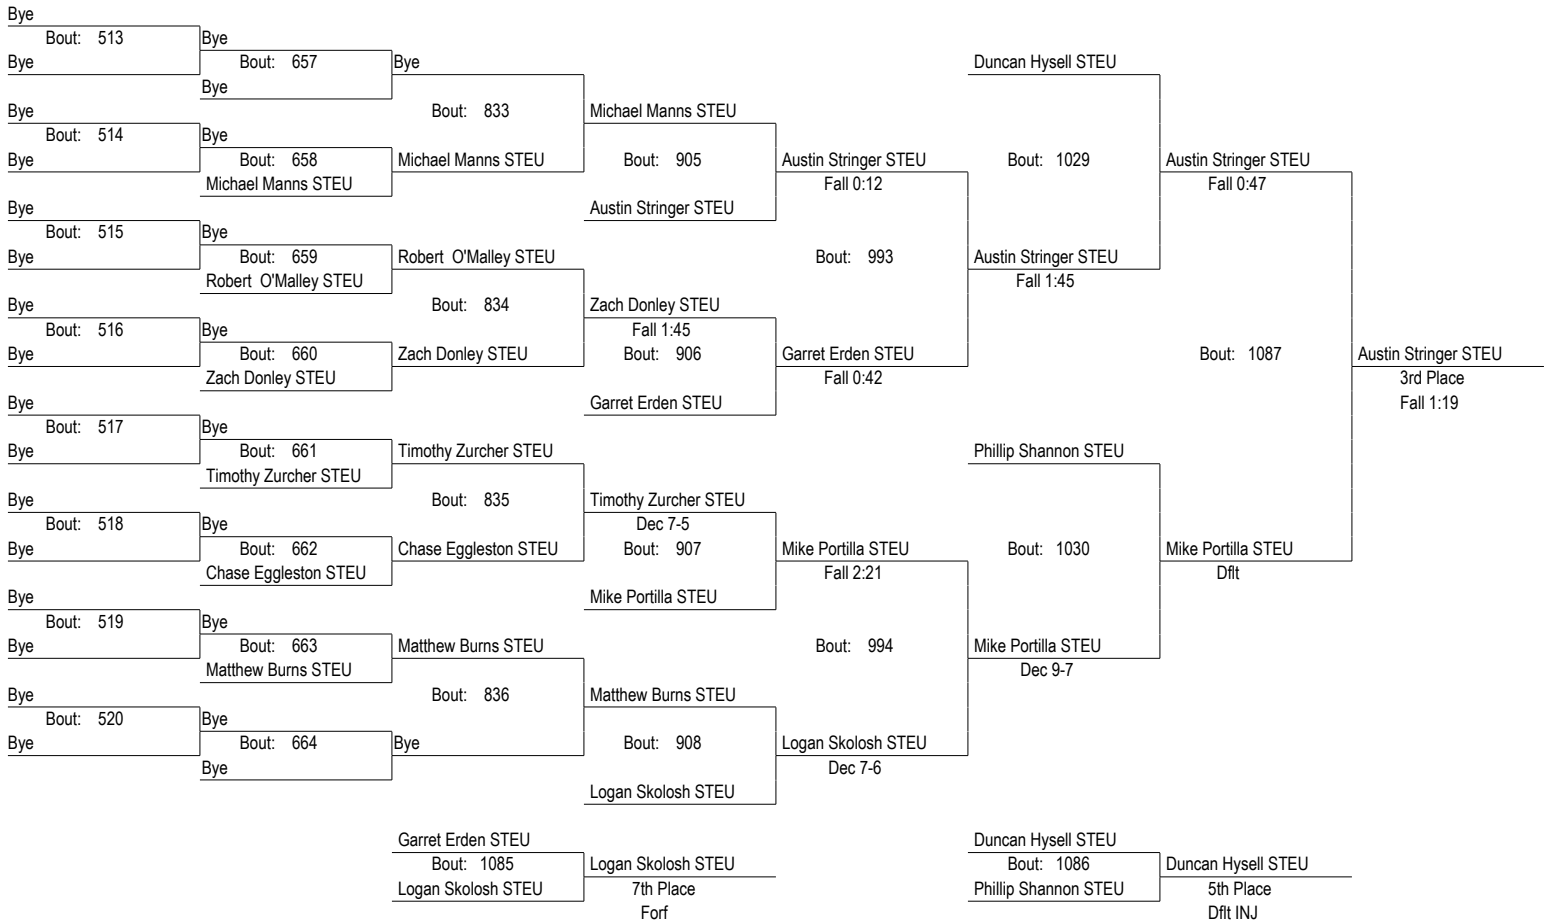 Bye
Bout: 513 Bye
Bye Bout: 657 Bye Duncan Hysell STEU
Bye
Bye Bout: 833 Michael Manns STEU
Bout: 514 Bye
Bye Bout: 658 Michael Manns STEU Bout: 905 Austin Stringer STEU Bout: 1029 Austin Stringer STEU
Michael Manns STEU Fall 0:12 Fall 0:47
Bye Austin Stringer STEU
Bout: 515 Bye
Bye Bout: 659 Robert O'Malley STEU Bout: 993 Austin Stringer STEU
Robert O'Malley STEU Fall 1:45
Bye Bout: 834 Zach Donley STEU
Bout: 516 Bye Fall 1:45
Bye Bout: 660 Zach Donley STEU Bout: 906 Garret Erden STEU Bout: 1087 Austin Stringer STEU
Zach Donley STEU Fall 0:42 3rd Place
Bye Garret Erden STEU Fall 1:19
Bout: 517 Bye
Bye Bout: 661 Timothy Zurcher STEU Phillip Shannon STEU
Timothy Zurcher STEU
Bye Bout: 835 Timothy Zurcher STEU
Bout: 518 Bye Dec 7-5
Bye Bout: 662 Chase Eggleston STEU Bout: 907 Mike Portilla STEU Bout: 1030 Mike Portilla STEU
Chase Eggleston STEU Fall 2:21 Dflt
Bye Mike Portilla STEU
Bout: 519 Bye
Bye Bout: 663 Matthew Burns STEU Bout: 994 Mike Portilla STEU
Matthew Burns STEU Dec 9-7
Bye Bout: 836 Matthew Burns STEU
Bout: 520 Bye
Bye Bout: 664 Bye Bout: 908 Logan Skolosh STEU
Bye Dec 7-6
Logan Skolosh STEU
Garret Erden STEU Duncan Hysell STEU
Bout: 1085 Logan Skolosh STEU Bout: 1086 Duncan Hysell STEU
Logan Skolosh STEU 7th Place Phillip Shannon STEU 5th Place
Forf Dflt INJ